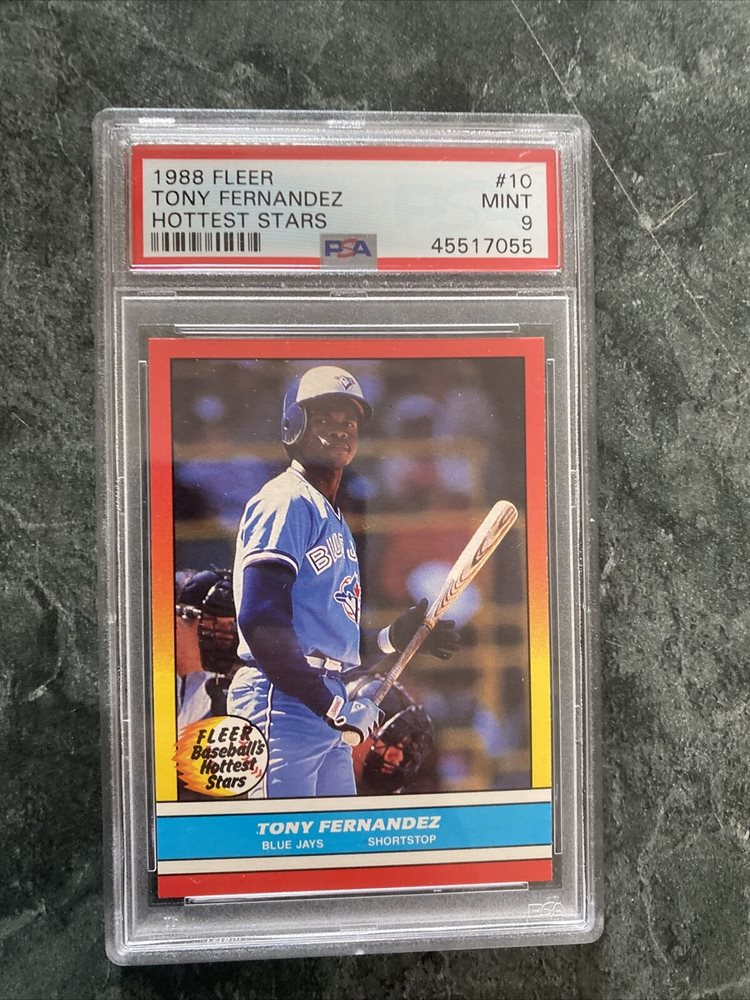 1988 FLEER #10
TONY FERNANDEZ MINT
HOTTEST STARS 9
PSA 45517055
BLUE J
FLEER
Baseball's
Hottest
Stars
TONY FERNANDEZ
BLUE JAYS SHORTSTOP
PSA